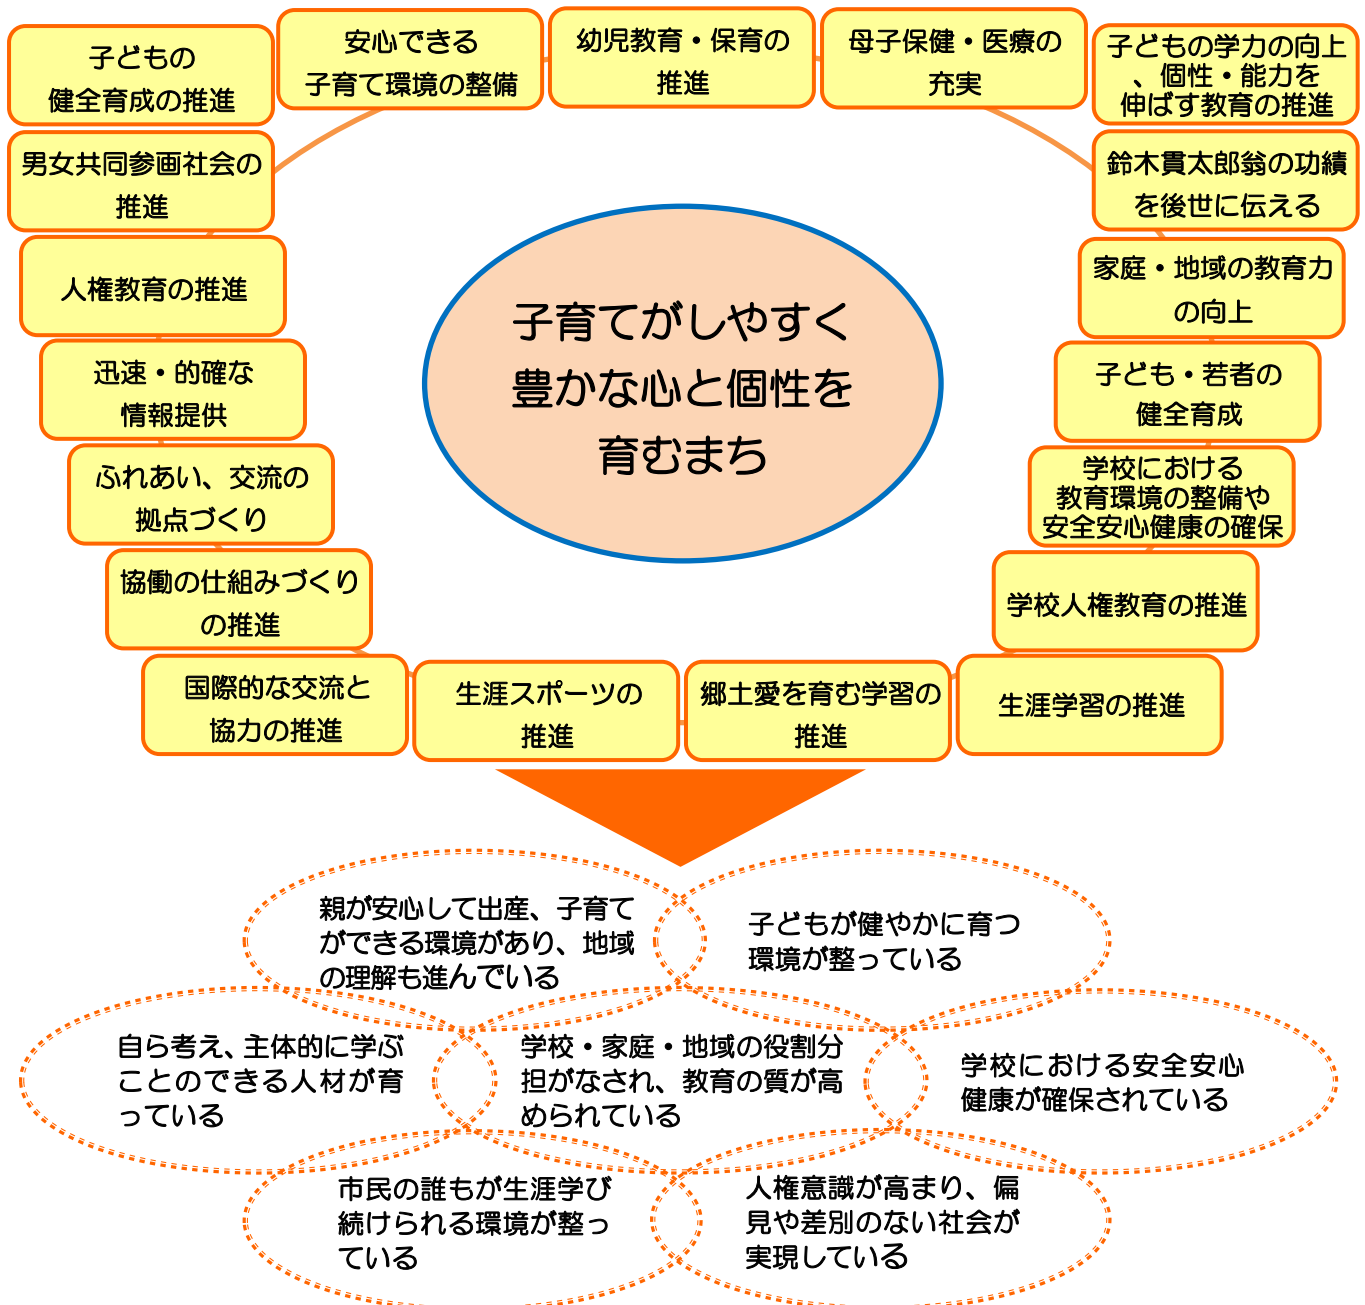 子どもの
健全育成の推進
安心できる
子育て環境の整備
幼児教育・保育の
推進
母子保健・医療の
充実
子どもの学力の向上
、個性・能力を
伸ばす教育の推進
男女共同参画社会の
推進
鈴木貫太郎翁の功績
を後世に伝える
人権教育の推進
家庭・地域の教育力
の向上
迅速・的確な
情報提供
子ども・若者の
健全育成
ふれあい、交流の
拠点づくり
学校における
教育環境の整備や
安全安心健康の確保
協働の仕組みづくり
の推進
学校人権教育の推進
国際的な交流と
協力の推進
生涯スポーツの
推進
郷土愛を育む学習の
推進
生涯学習の推進
子育てがしやすく
豊かな心と個性を
育むまち
親が安心して出産、子育て
ができる環境があり、地域
の理解も進んでいる
子どもが健やかに育つ
環境が整っている
自ら考え、主体的に学ぶ
ことのできる人材が育
っている
学校・家庭・地域の役割分
担がなされ、教育の質が高
められている
学校における安全安心
健康が確保されている
市民の誰もが生涯学び
続けられる環境が整っ
ている
人権意識が高まり、偏
見や差別のない社会が
実現している